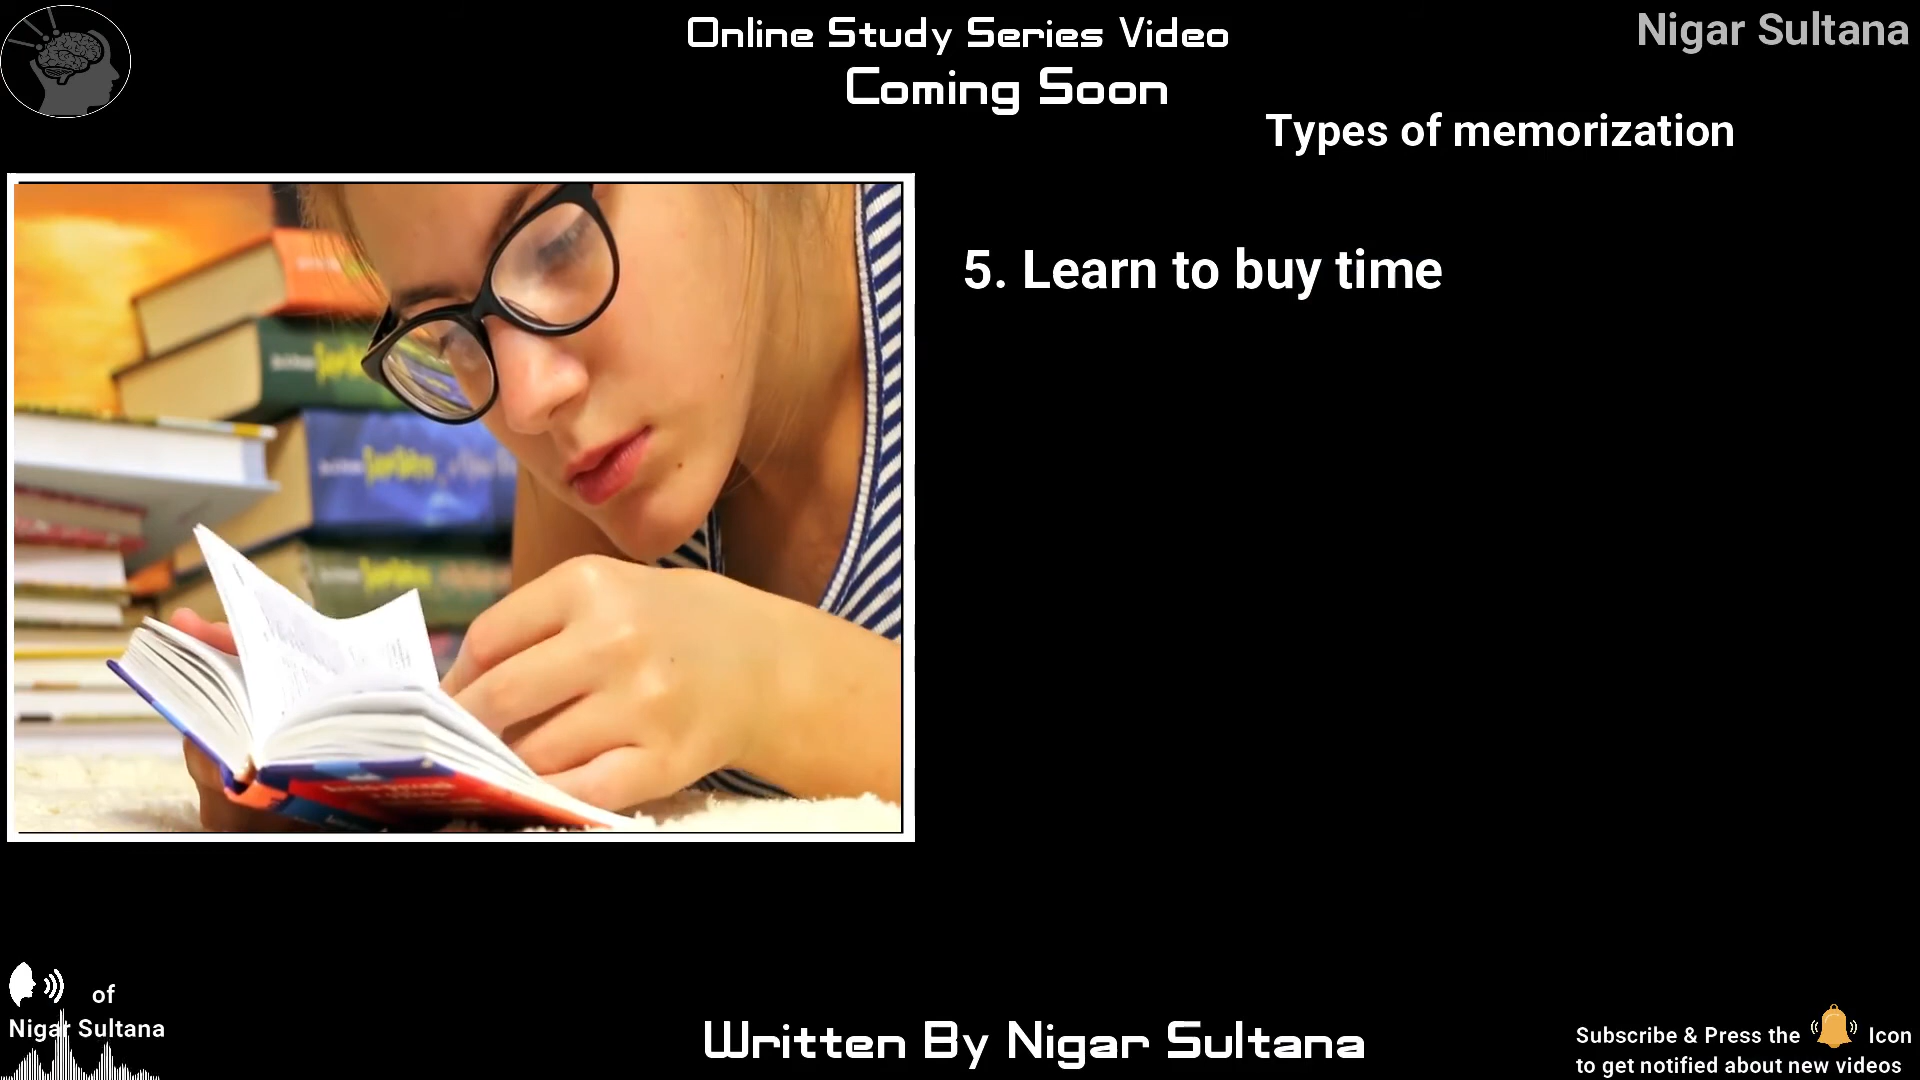 Online Study Series Video
Nigar Sultana
Coming Soon
Types of memorization
5. Learn to buy time
of
Nigar Sultana
Written By Nigar Sultana
Subscribe & Press the Icon
to get notified about new videos